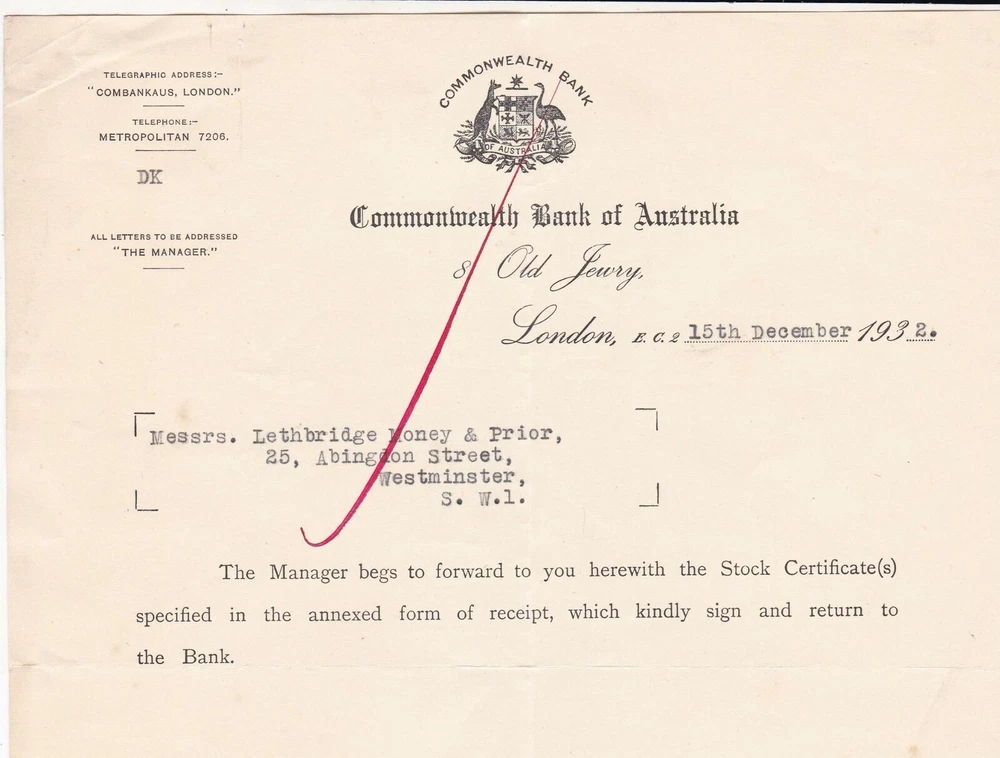 TELEGRAPHIC ADDRESS:–
"COMBANKAUS, LONDON."
TELEPHONE:–
METROPOLITAN 7206.
DK
ALL LETTERS TO BE ADDRESSED
"THE MANAGER."
COMMONWEALTH BANK
OF AUSTRALIA
Commonwealth Bank of Australia
8 Old Jewry,
London, E. C. 2 15th December 1932.
Messrs. Lethbridge Money & Prior,
25, Abingdon Street,
Westminster,
S. W.1.
The Manager begs to forward to you herewith the Stock Certificate(s)
specified in the annexed form of receipt, which kindly sign and return to
the Bank.